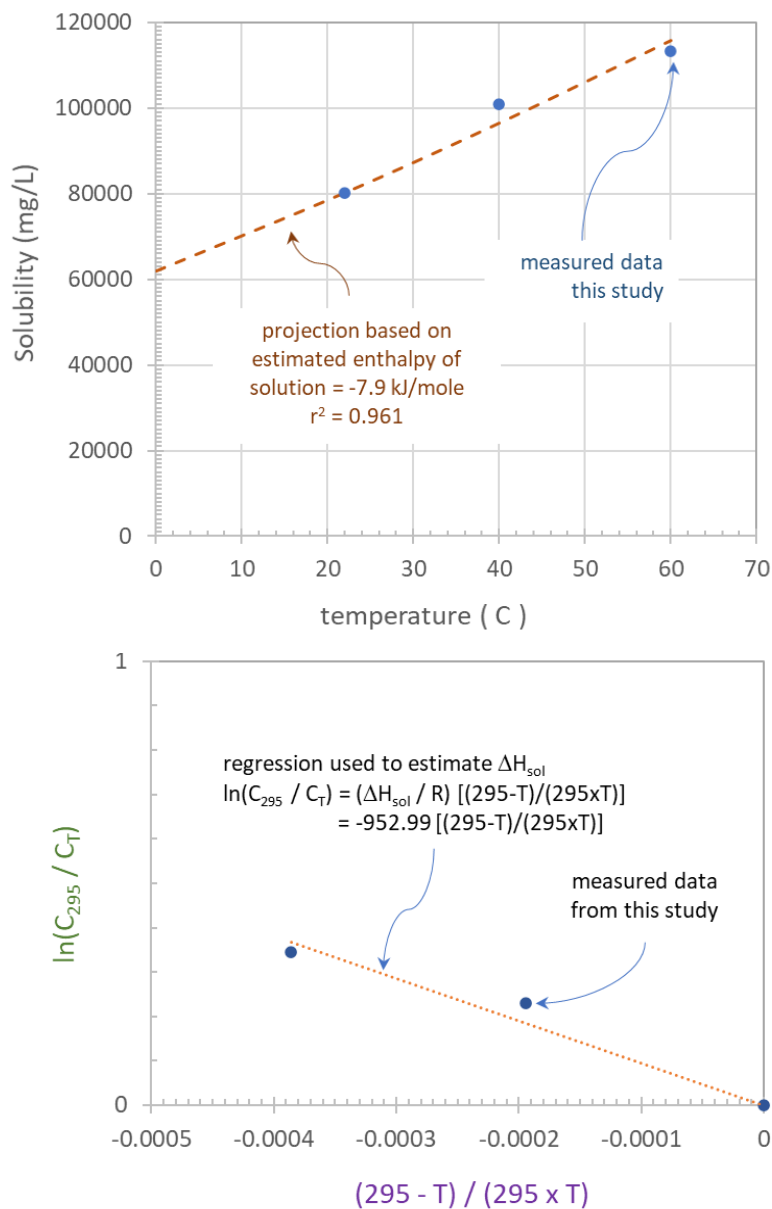 120000
100000
80000
60000
40000
20000
0
Solubility (mg/L)
measured data
this study
projection based on
estimated enthalpy of
solution = -7.9 kJ/mole
r² = 0.961
0 10 20 30 40 50 60 70
temperature ( C )
1
0
ln(C₂₉₅ / C_T)
regression used to estimate ΔH_sol
ln(C₂₉₅ / C_T) = (ΔH_sol / R) [(295-T)/(295xT)]
= -952.99 [(295-T)/(295xT)]
measured data
from this study
-0.0005 -0.0004 -0.0003 -0.0002 -0.0001 0
(295 - T) / (295 x T)